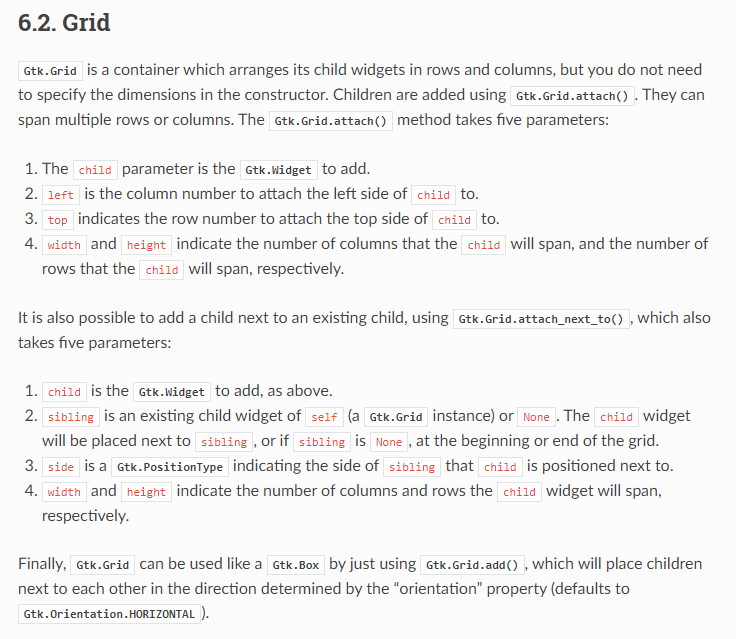 6.2. Grid
Gtk.Grid is a container which arranges its child widgets in rows and columns, but you do not need
to specify the dimensions in the constructor. Children are added using Gtk.Grid.attach() . They can
span multiple rows or columns. The Gtk.Grid.attach() method takes five parameters:
1. The child parameter is the Gtk.Widget to add.
2. left is the column number to attach the left side of child to.
3. top indicates the row number to attach the top side of child to.
4. width and height indicate the number of columns that the child will span, and the number of
rows that the child will span, respectively.
It is also possible to add a child next to an existing child, using Gtk.Grid.attach_next_to() , which also
takes five parameters:
1. child is the Gtk.Widget to add, as above.
2. sibling is an existing child widget of self (a Gtk.Grid instance) or None . The child widget
will be placed next to sibling , or if sibling is None , at the beginning or end of the grid.
3. side is a Gtk.PositionType indicating the side of sibling that child is positioned next to.
4. width and height indicate the number of columns and rows the child widget will span,
respectively.
Finally, Gtk.Grid can be used like a Gtk.Box by just using Gtk.Grid.add() , which will place children
next to each other in the direction determined by the “orientation” property (defaults to
Gtk.Orientation.HORIZONTAL ).